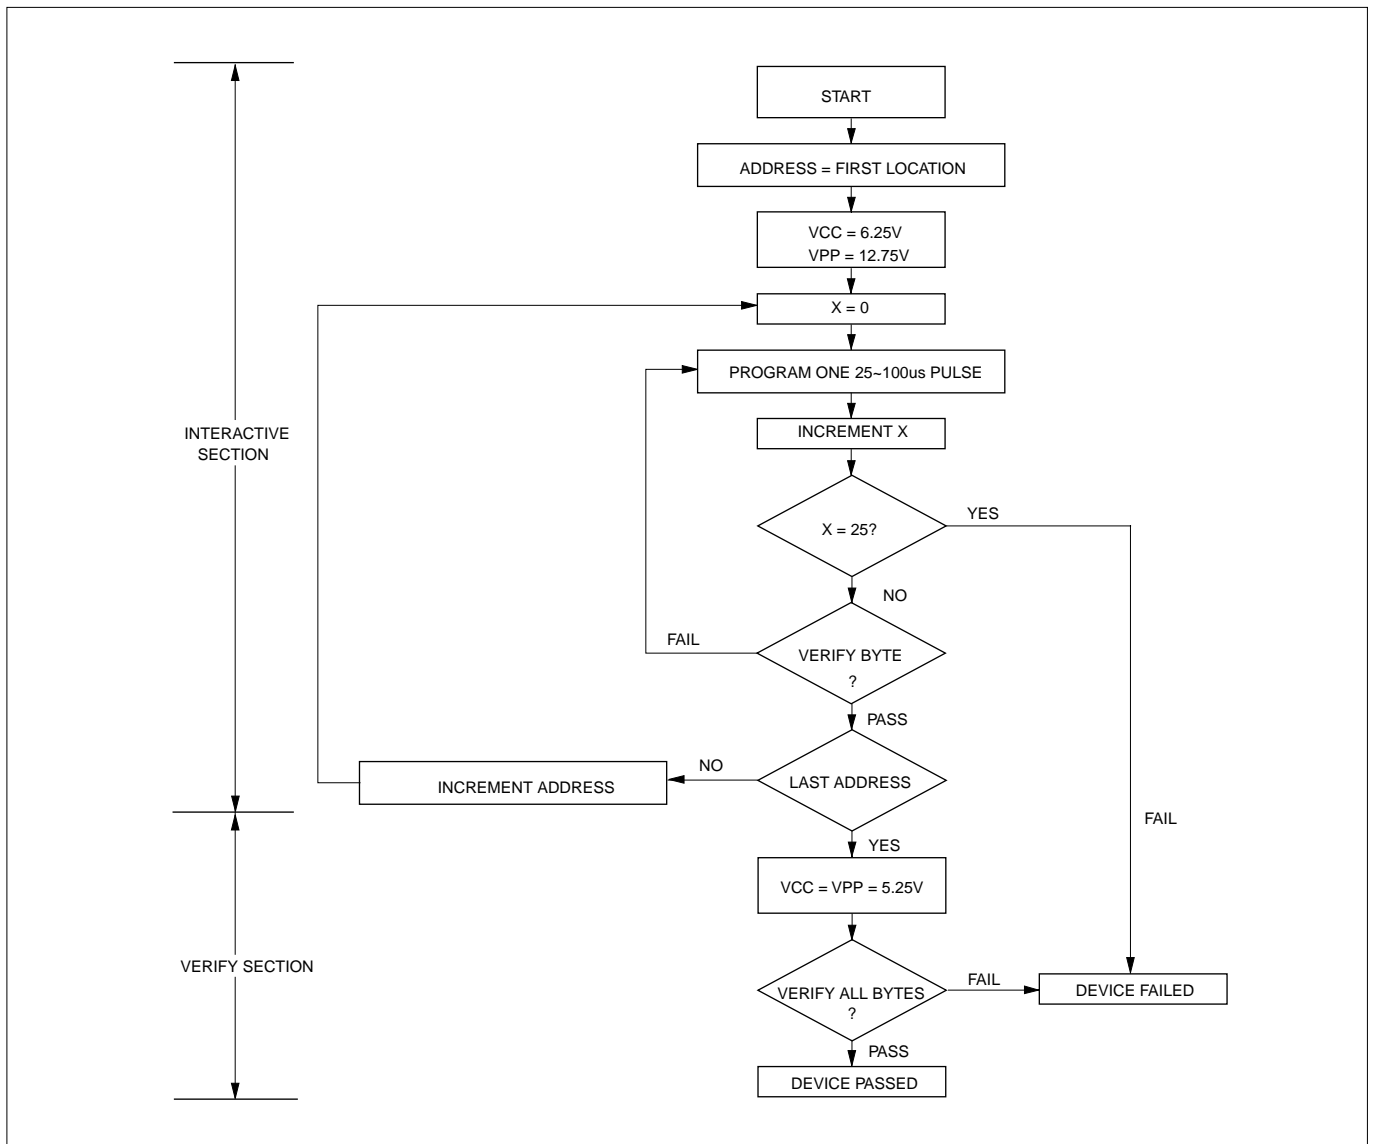 START
ADDRESS = FIRST LOCATION
VCC = 6.25V
VPP = 12.75V
X = 0
PROGRAM ONE 25~100us PULSE
INTERACTIVE
SECTION
INCREMENT X
X = 25?
YES
NO
FAIL
VERIFY BYTE
?
PASS
LAST ADDRESS
NO
INCREMENT ADDRESS
FAIL
YES
VCC = VPP = 5.25V
VERIFY SECTION
VERIFY ALL BYTES
?
FAIL
DEVICE FAILED
PASS
DEVICE PASSED